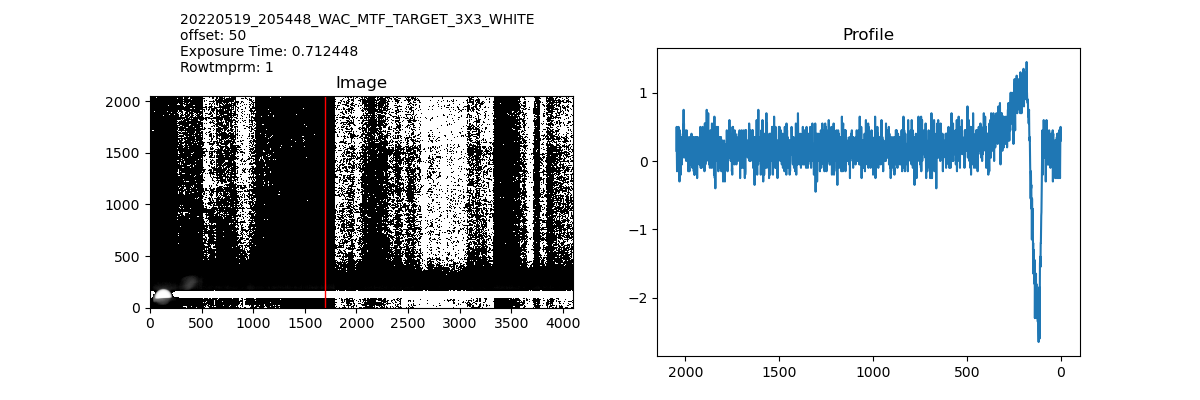 20220519_205448_WAC_MTF_TARGET_3X3_WHITE
offset: 50
Exposure Time: 0.712448
Rowtmprm: 1
Image
2000
1500
1000
500
0
0 500 1000 1500 2000 2500 3000 3500 4000
Profile
1
0
−1
−2
2000 1500 1000 500 0